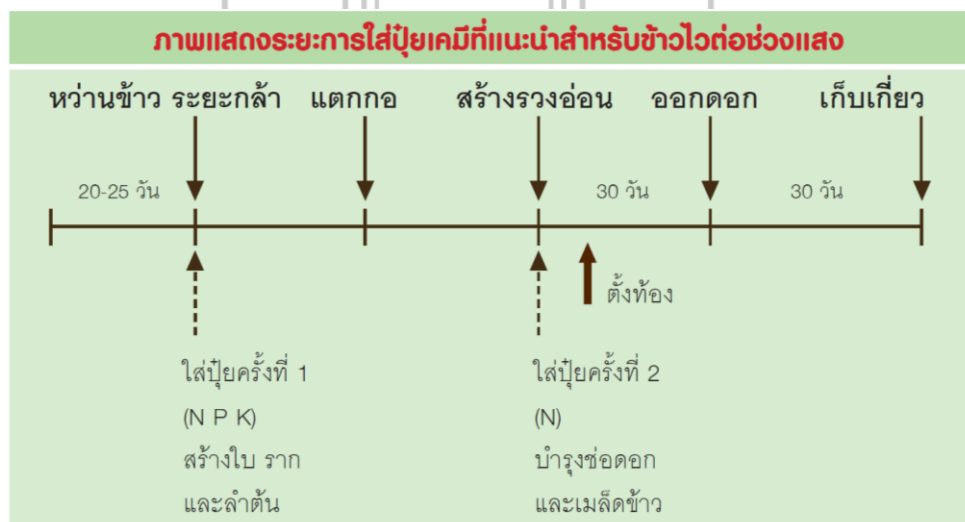 ภาพแสดงระยะการใส่ปุ๋ยเคมีที่แนะนำสำหรับข้าวไวต่อช่วงแสง
หว่านข้าว ระยะกล้า แตกกอ สร้างรวงอ่อน ออกดอก เก็บเกี่ยว
20-25 วัน 30 วัน 30 วัน
ตั้งท้อง
ใส่ปุ๋ยครั้งที่ 1
(N P K)
สร้างใบ ราก
และลำต้น
ใส่ปุ๋ยครั้งที่ 2
(N)
บำรุงช่อดอก
และเมล็ดข้าว